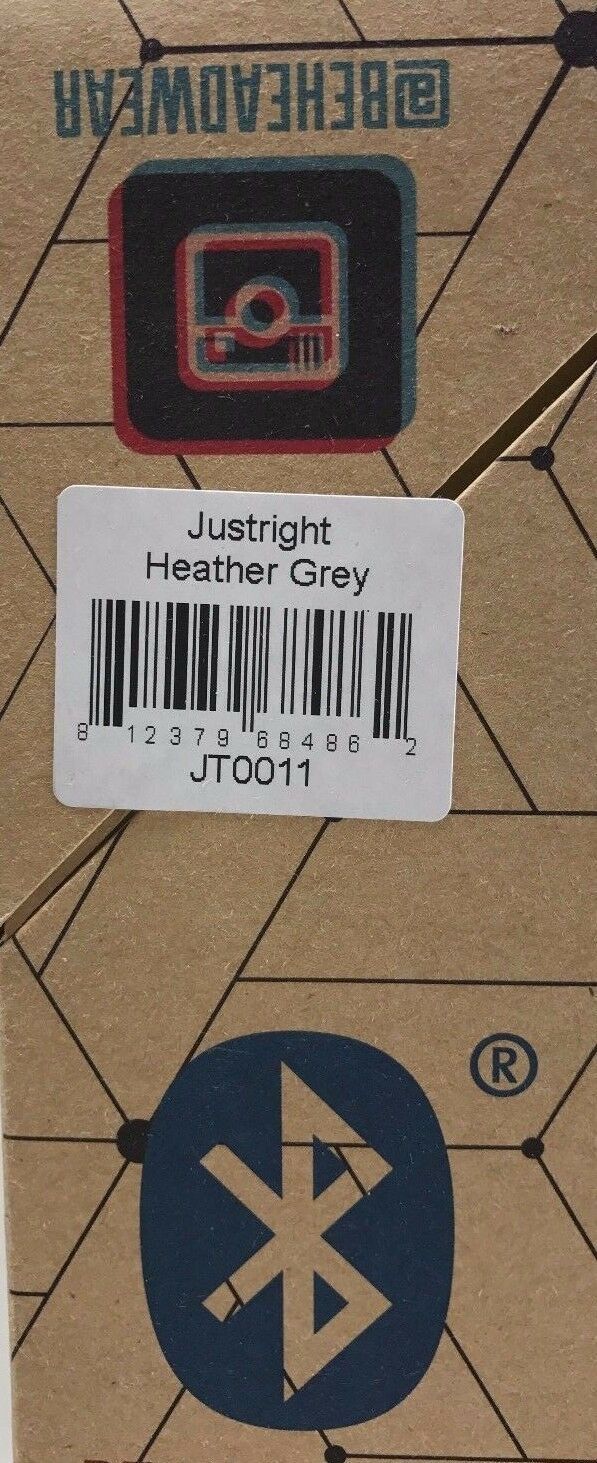 @BEHEADWEAR
Justright
Heather Grey
8 12379 68486 2
JT0011
®